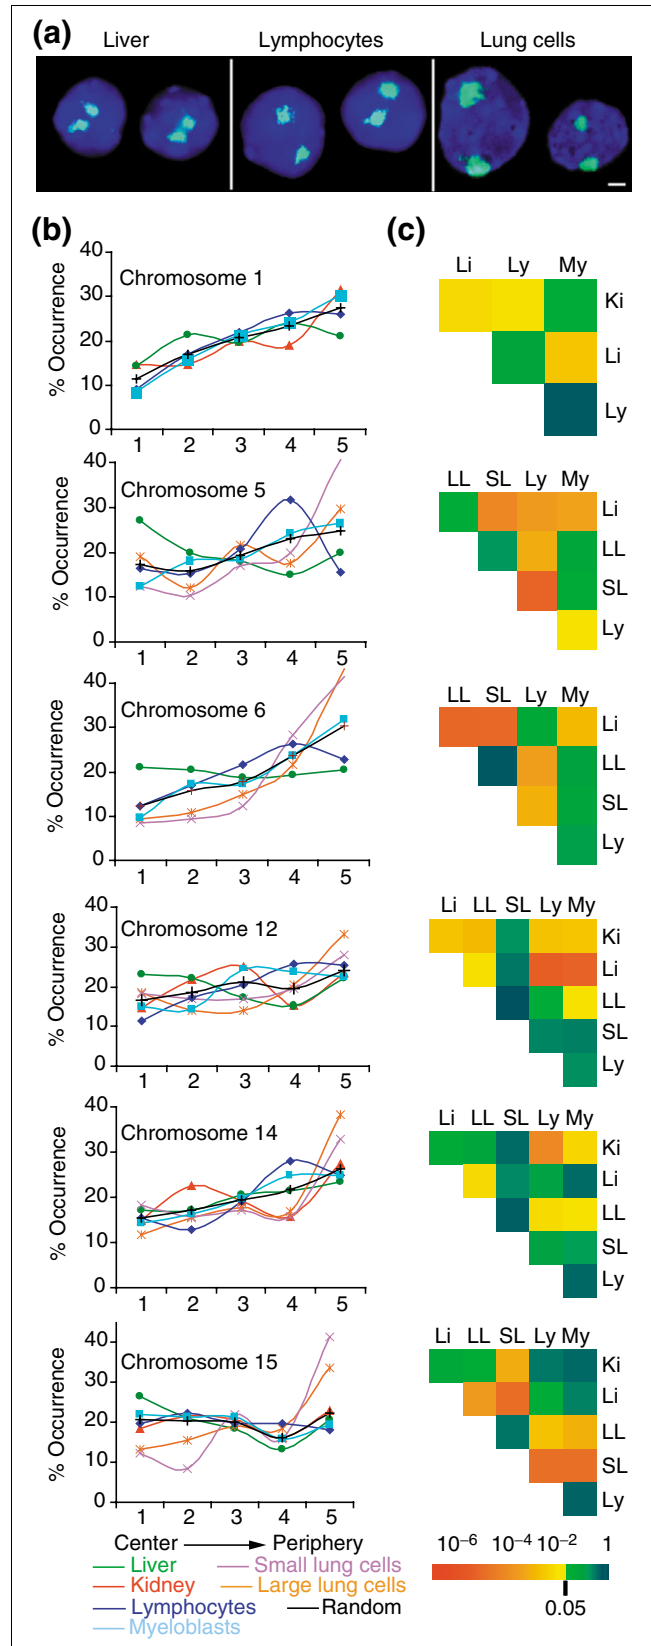 (a)
Liver Lymphocytes Lung cells
(b) (c)
Chromosome 1
% Occurrence
40
30
20
10
0
1 2 3 4 5
Li Ly My
Ki
Li
Ly
Chromosome 5
% Occurrence
40
30
20
10
0
1 2 3 4 5
LL SL Ly My
Li
LL
SL
Ly
Chromosome 6
% Occurrence
40
30
20
10
0
1 2 3 4 5
LL SL Ly My
Li
LL
SL
Ly
Chromosome 12
% Occurrence
40
30
20
10
0
1 2 3 4 5
Li LL SL Ly My
Ki
Li
LL
SL
Ly
Chromosome 14
% Occurrence
40
30
20
10
0
1 2 3 4 5
Li LL SL Ly My
Ki
Li
LL
SL
Ly
Chromosome 15
% Occurrence
40
30
20
10
0
1 2 3 4 5
Li LL SL Ly My
Ki
Li
LL
SL
Ly
Center Periphery
Liver Small lung cells
Kidney Large lung cells
Lymphocytes Random
Myeloblasts
10⁻⁶ 10⁻⁴ 10⁻² 1
0.05